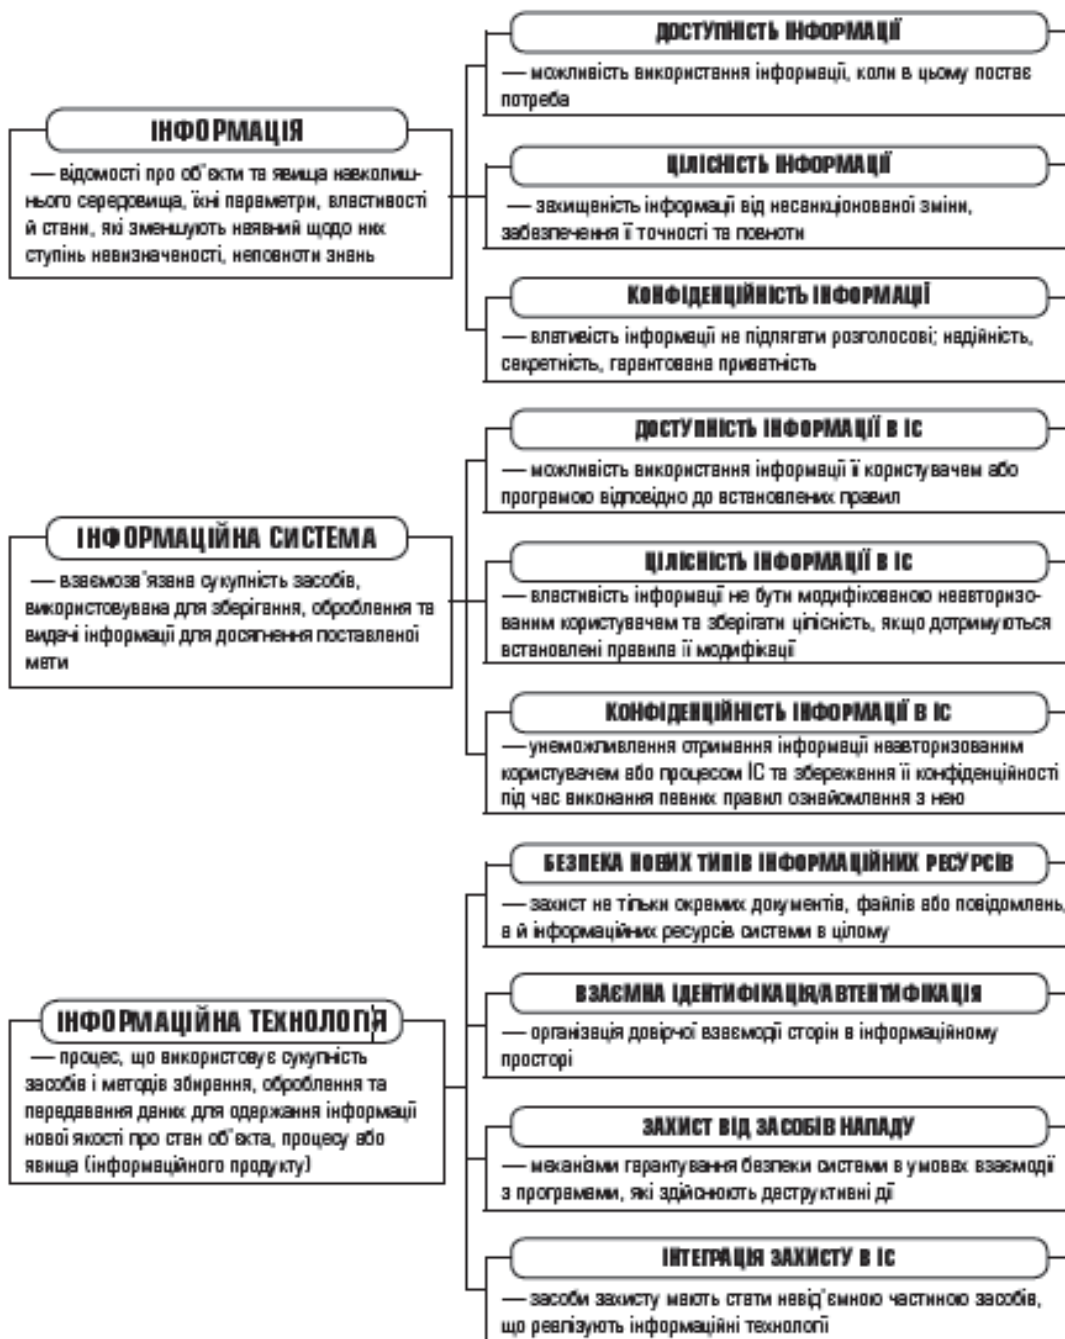 ІНФОРМАЦІЯ
— відомості про об'єкти та явища навколиш-
нього середовища, їхні параметри, властивості
й стани, які зменшують наявний щодо них
ступінь невизначеності, неповноти знань
ДОСТУПНІСТЬ ІНФОРМАЦІЇ
— можливість використання інформації, коли в цьому постає
потреба
ЦІЛІСНІСТЬ ІНФОРМАЦІЇ
— захищеність інформації від несанкціонованої зміни,
забезпечення її точності та повноти
КОНФІДЕНЦІЙНІСТЬ ІНФОРМАЦІЇ
— влативість інформації не підлягати розголосові; надійність,
секретність, гарантована приватність
ІНФОРМАЦІЙНА СИСТЕМА
— взаємозв'язана сукупність засобів,
використовувана для зберігання, оброблення та
видачі інформації для досягнення поставленої
мети
ДОСТУПНІСТЬ ІНФОРМАЦІЇ В ІС
— можливість використання інформації її користувачем або
програмою відповідно до встановлених правил
ЦІЛІСНІСТЬ ІНФОРМАЦІЇ В ІС
— властивість інформації не бути модифікованою неавторизо-
ваним користувачем та зберігати цілісність, якщо дотримуються
встановлені правила її модифікації
КОНФІДЕНЦІЙНІСТЬ ІНФОРМАЦІЇ В ІС
— унеможливлення отримання інформації неавторизованим
користувачем або процесом ІС та збереження її конфіденційності
під час виконання певних правил ознайомлення з нею
ІНФОРМАЦІЙНА ТЕХНОЛОГІЯ
— процес, що використовує сукупність
засобів і методів збирання, оброблення та
передавання даних для одержання інформації
нової якості про стан об'єкта, процесу або
явища (інформаційного продукту)
БЕЗПЕКА НОВИХ ТИПІВ ІНФОРМАЦІЙНИХ РЕСУРСІВ
— захист не тільки окремих документів, файлів або повідомлень,
а й інформаційних ресурсів системи в цілому
ВЗАЄМНА ІДЕНТИФІКАЦІЯ/АВТЕНТИФІКАЦІЯ
— організація довірчої взаємодії сторін в інформаційному
просторі
ЗАХИСТ ВІД ЗАСОБІВ НАПАДУ
— механізми гарантування безпеки системи в умовах взаємодії
з програмами, які здійснюють деструктивні дії
ІНТЕГРАЦІЯ ЗАХИСТУ В ІС
— засоби захисту мають стати невід'ємною частиною засобів,
що реалізують інформаційні технології